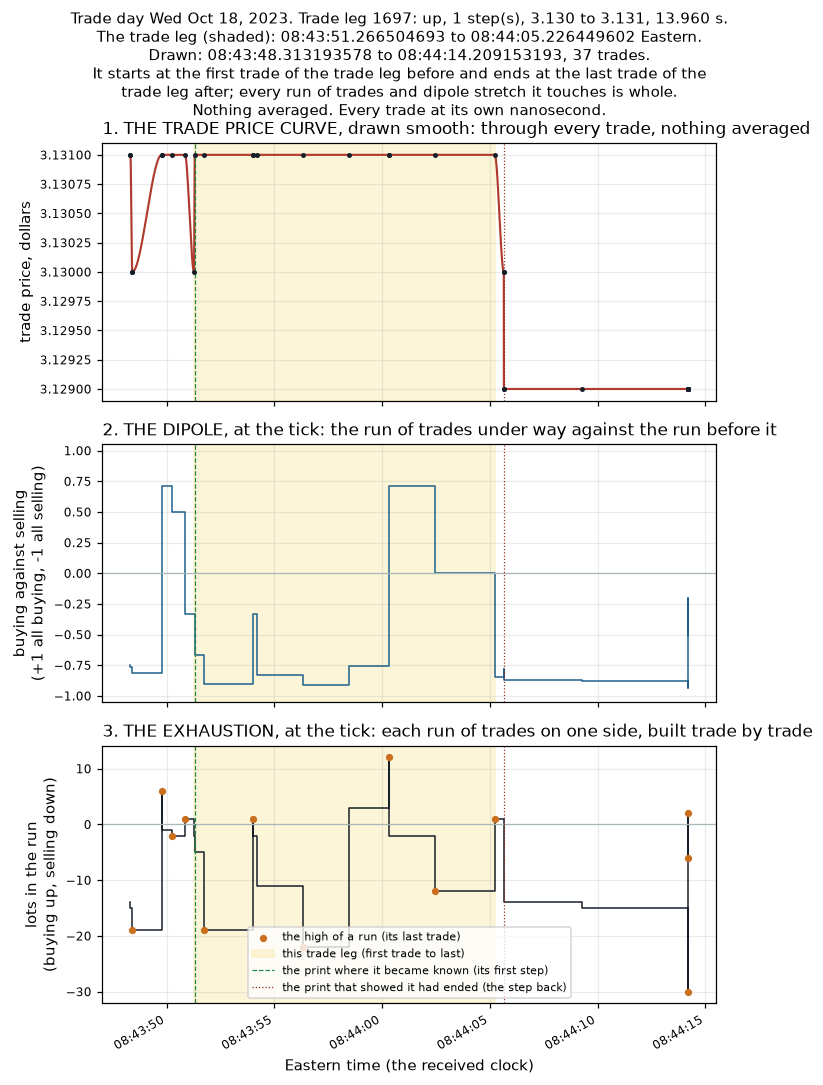 Trade day Wed Oct 18, 2023. Trade leg 1697: up, 1 step(s), 3.130 to 3.131, 13.960 s.
The trade leg (shaded): 08:43:51.266504693 to 08:44:05.226449602 Eastern.
Drawn: 08:43:48.313193578 to 08:44:14.209153193, 37 trades.
It starts at the first trade of the trade leg before and ends at the last trade of the
trade leg after; every run of trades and dipole stretch it touches is whole.
Nothing averaged. Every trade at its own nanosecond.
1. THE TRADE PRICE CURVE, drawn smooth: through every trade, nothing averaged
3.13100
3.13075
3.13050
3.13025
3.13000
3.12975
3.12950
3.12925
3.12900
trade price, dollars
2. THE DIPOLE, at the tick: the run of trades under way against the run before it
1.00
0.75
0.50
0.25
0.00
−0.25
−0.50
−0.75
−1.00
buying against selling
(+1 all buying, -1 all selling)
3. THE EXHAUSTION, at the tick: each run of trades on one side, built trade by trade
10
0
−10
−20
−30
lots in the run
(buying up, selling down)
the high of a run (its last trade)
this trade leg (first trade to last)
the print where it became known (its first step)
the print that showed it had ended (the step back)
08:43:50
08:43:55
08:44:00
08:44:05
08:44:10
08:44:15
Eastern time (the received clock)